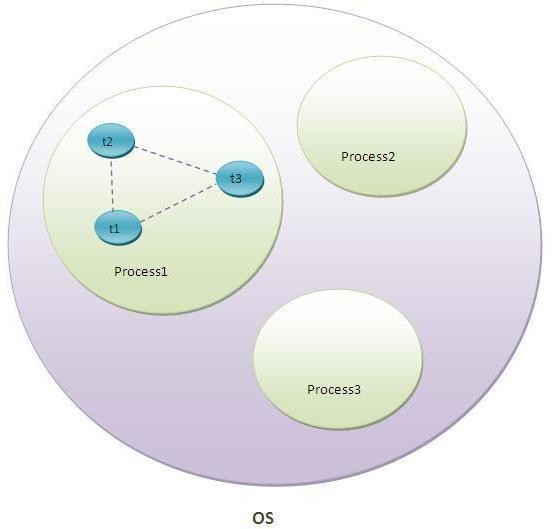 t2
t3
t1
Process1
Process2
Process3
OS